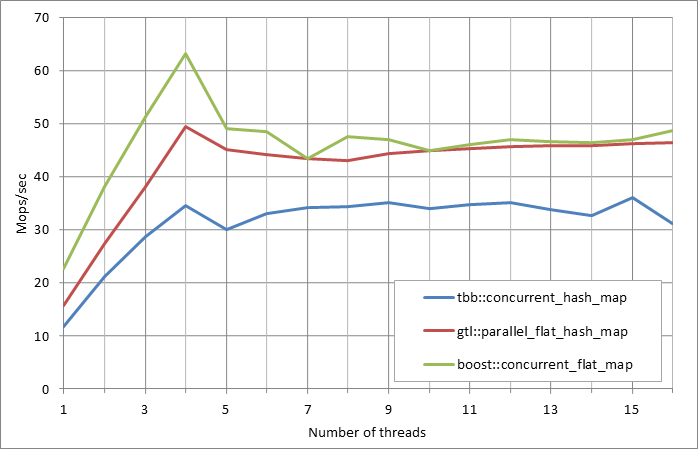 70
60
50
40
30
20
10
0
Mops/sec
1 3 5 7 9 11 13 15
Number of threads
tbb::concurrent_hash_map
gtl::parallel_flat_hash_map
boost::concurrent_flat_map